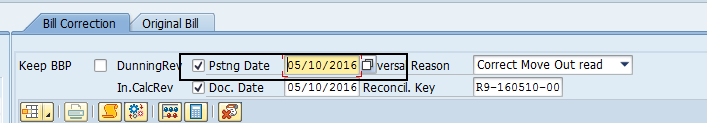 Bill Correction Original Bill
Keep BBP DunningRev Pstng Date 05/10/2016 versal Reason Correct Move Out read
In.CalcRev Doc. Date 05/10/2016 Reconcil. Key R9-160510-00